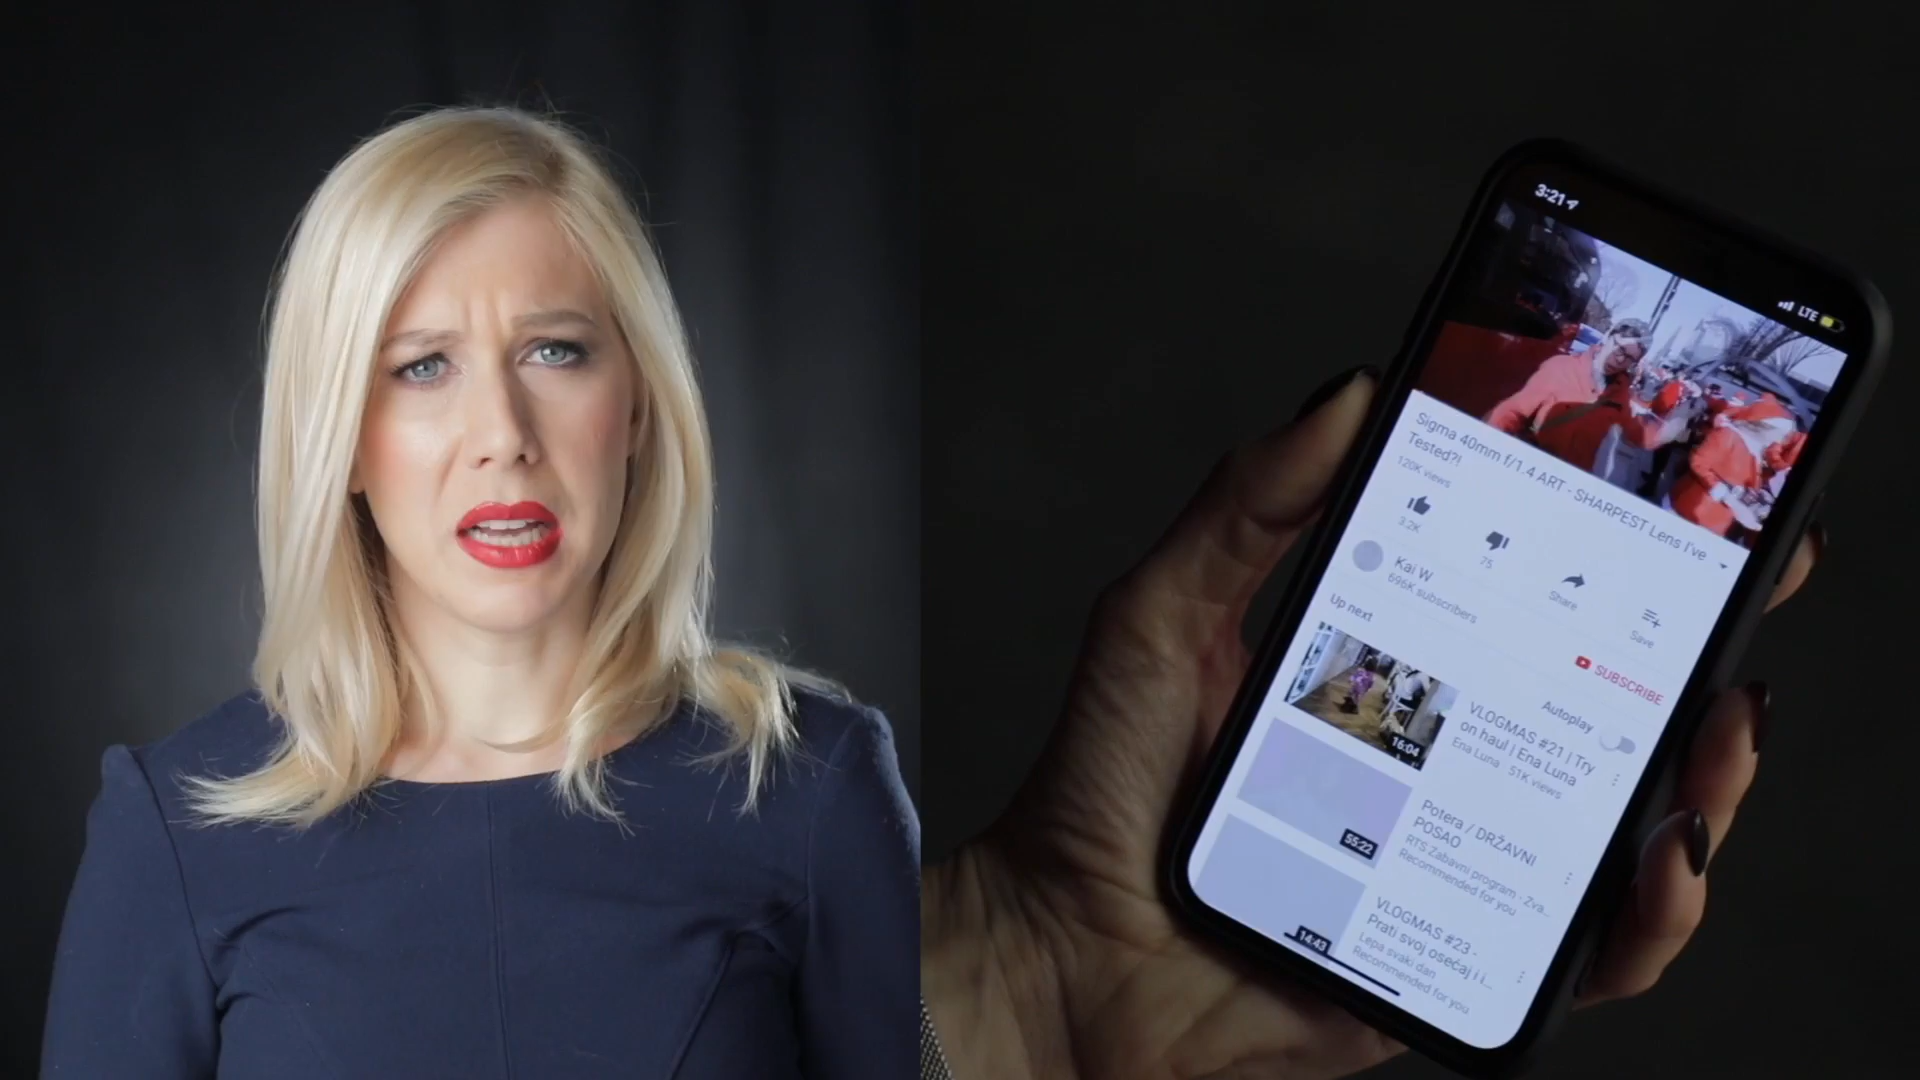 3:21
LTE
Sigma 40mm f/1.4 ART - SHARPEST Lens I've
Tested?!
120K views
3.2K
75
Share
Save
Kai W
696K subscribers
SUBSCRIBE
Up next
Autoplay
16:04
VLOGMAS #21 | Try
on haul | Ena Luna
Ena Luna 51K views
55:22
Potera / DRŽAVNI
POSAO
RTS Zabavni program · Zva...
Recommended for you
14:43
VLOGMAS #23 -
Prati svoj osećaj i i...
Lepa svaki dan
Recommended for you